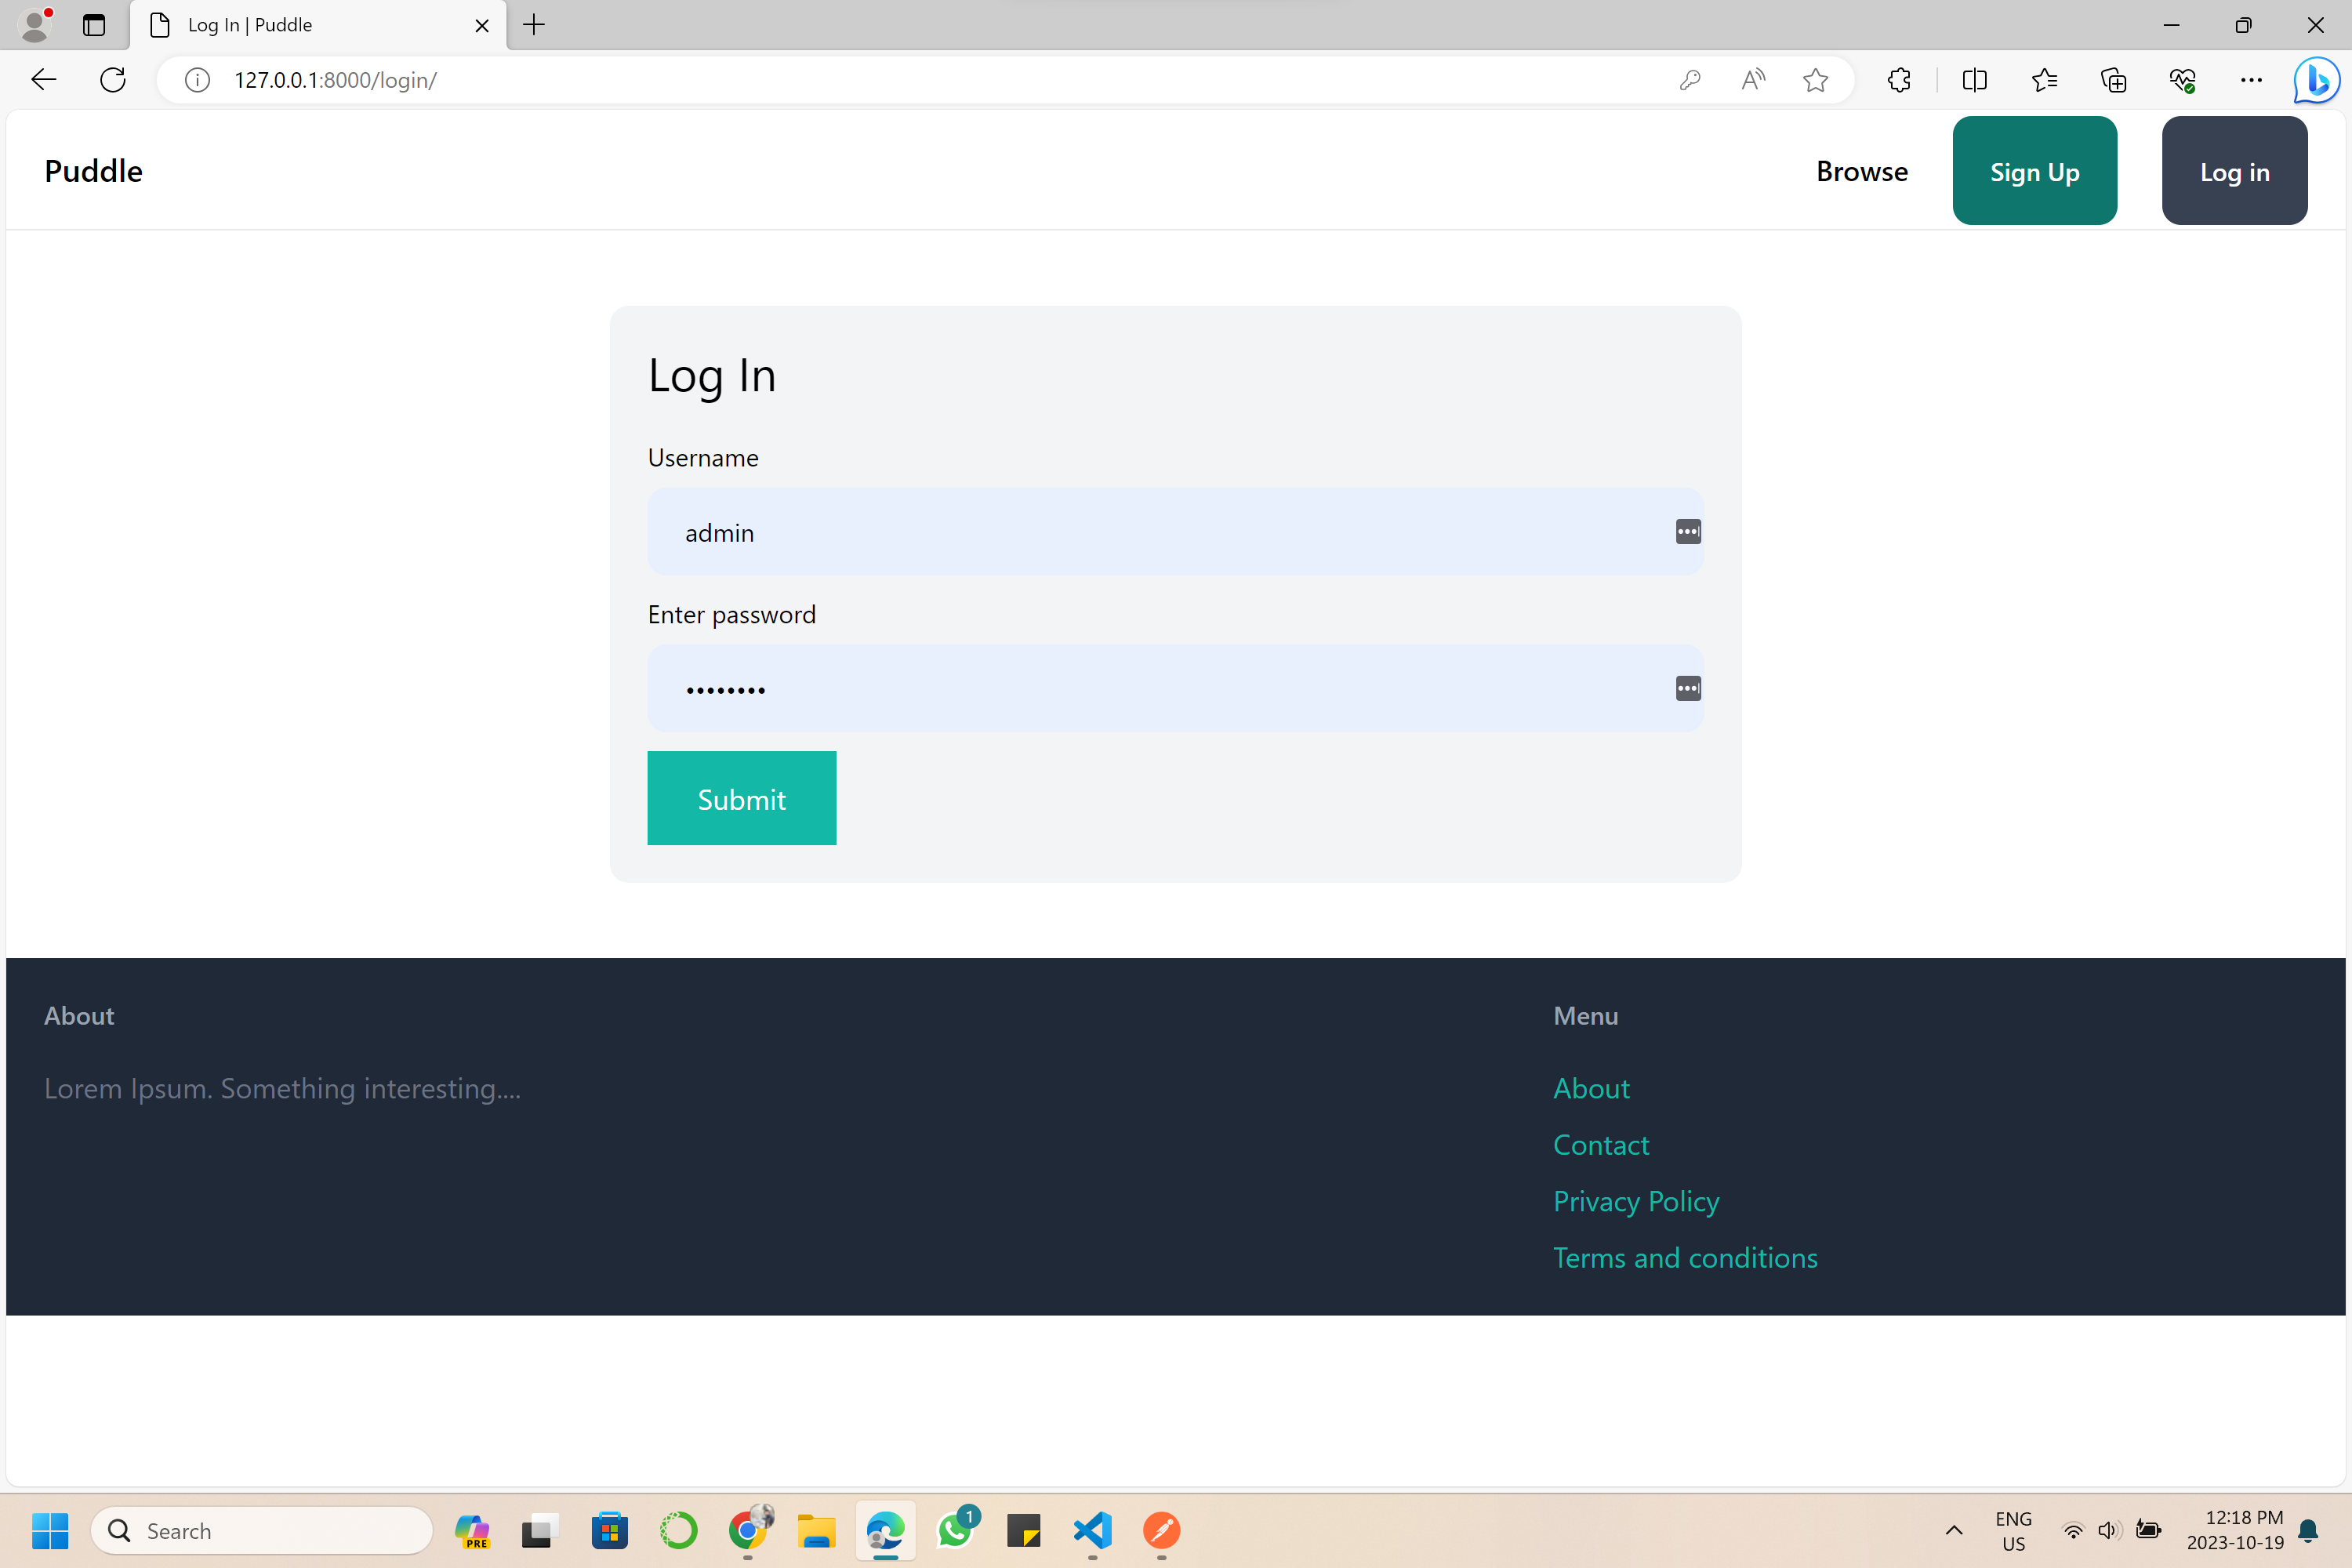 Log In | Puddle
127.0.0.1:8000/login/
Puddle
Browse
Sign Up
Log in
Log In
Username
admin
Enter password
••••••••
Submit
About
Lorem Ipsum. Something interesting....
Menu
About
Contact
Privacy Policy
Terms and conditions
Search
PRE
1
ENG
US
12:18 PM
2023-10-19